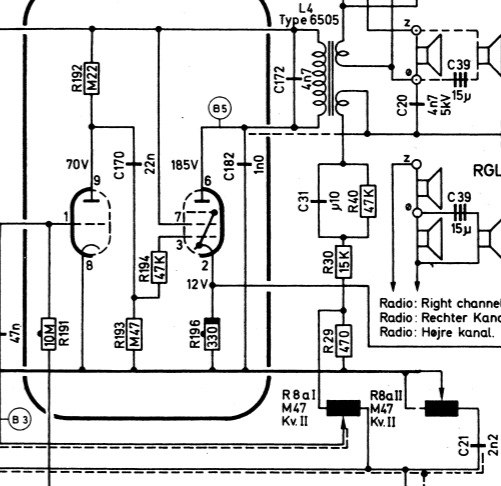 L4
Type 6505
R192
M22
C172
4n7
z
ø
C39
15µ
C20
4n7
5kV
B5
70V
C170
22n
185V
C182
1n0
9
6
1
7
3
8
2
C31
µ10
R40
47K
z
ø
1
RGL
C39
15µ
R194
47K
R30
15K
12V
Radio: Right channel
Radio: Rechter Kana
Radio: Højre kanal.
47n
10M
R191
R193
M47
R196
330
R29
470
R8aI
M47
Kv.II
R8aII
M47
Kv.II
B3
C21
2n2